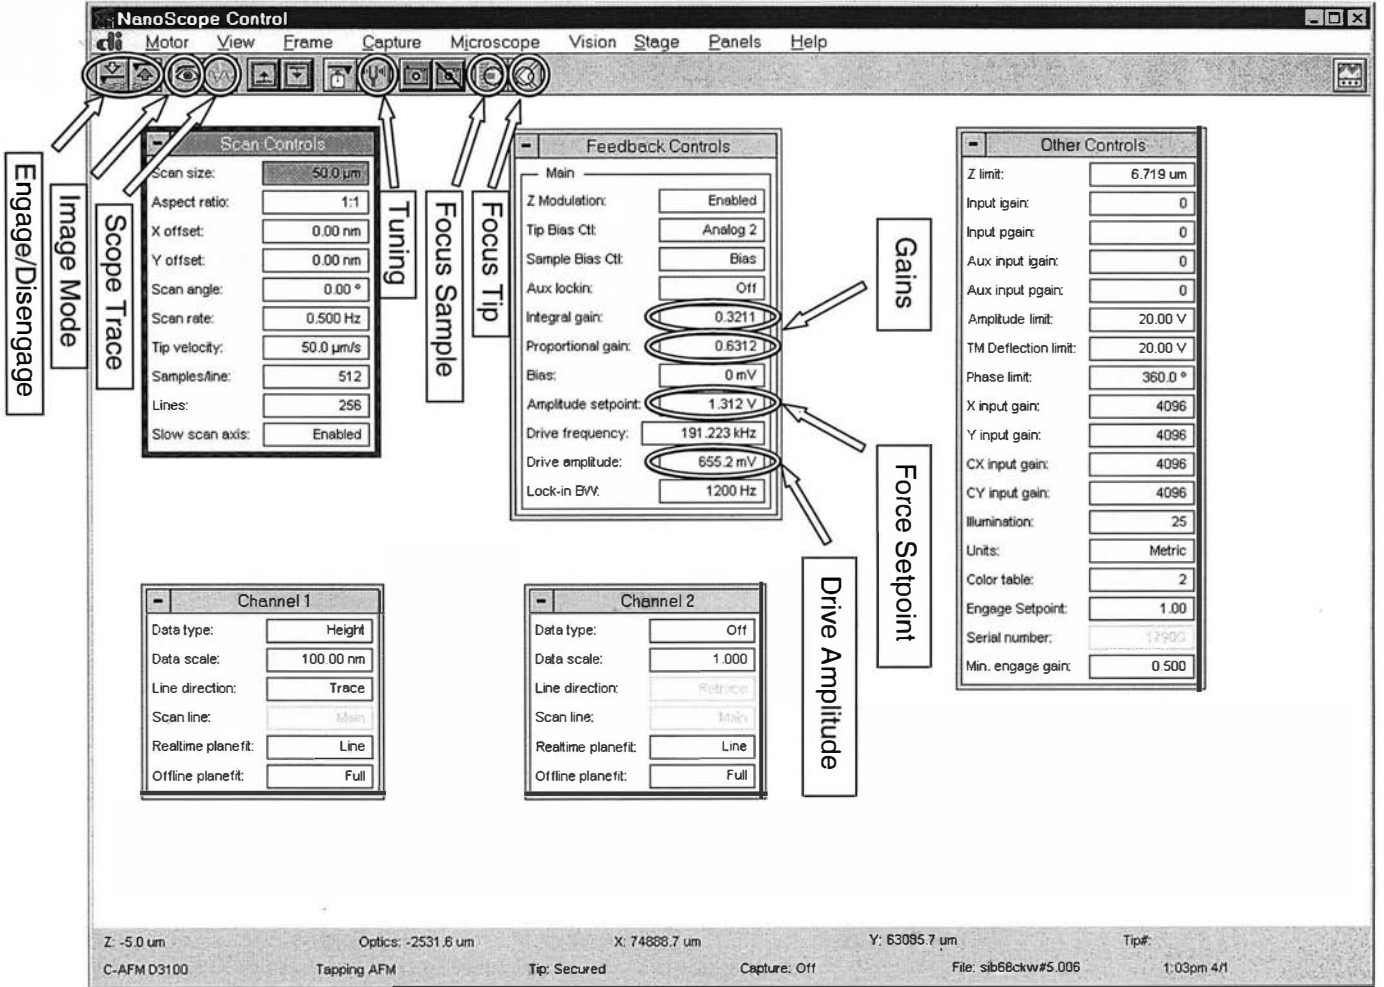 NanoScope Control
di Motor View Frame Capture Microscope Vision Stage Panels Help
Engage/Disengage
Image Mode
Scope Trace
Tuning
Focus Sample
Focus Tip
Gains
Force Setpoint
Drive Amplitude
Scan Controls
Scan size: 50.0 µm
Aspect ratio: 1:1
X offset: 0.00 nm
Y offset: 0.00 nm
Scan angle: 0.00 °
Scan rate: 0.500 Hz
Tip velocity: 50.0 µm/s
Samples/line: 512
Lines: 256
Slow scan axis: Enabled
Feedback Controls
Main
Z Modulation: Enabled
Tip Bias Ctl: Analog 2
Sample Bias Ctl: Bias
Aux lockin: Off
Integral gain: 0.3211
Proportional gain: 0.6312
Bias: 0 mV
Amplitude setpoint: 1.312 V
Drive frequency: 191.223 kHz
Drive amplitude: 655.2 mV
Lock-in BW: 1200 Hz
Other Controls
Z limit: 6.719 um
Input igain: 0
Input pgain: 0
Aux input igain: 0
Aux input pgain: 0
Amplitude limit: 20.00 V
TM Deflection limit: 20.00 V
Phase limit: 360.0 °
X input gain: 4096
Y input gain: 4096
CX input gain: 4096
CY input gain: 4096
Illumination: 25
Units: Metric
Color table: 2
Engage Setpoint: 1.00
Serial number:
Min. engage gain: 0.500
Channel 1
Data type: Height
Data scale: 100.00 nm
Line direction: Trace
Scan line: Main
Realtime planefit: Line
Offline planefit: Full
Channel 2
Data type: Off
Data scale: 1.000
Line direction: Retrace
Scan line: Main
Realtime planefit: Line
Offline planefit: Full
Z: -5.0 um Optics: -2531.6 um X: 74888.7 um Y: 63095.7 um Tip#:
C-AFM D3100 Tapping AFM Tip: Secured Capture: Off File: sib68ckw#5.006 1:03pm 4/1